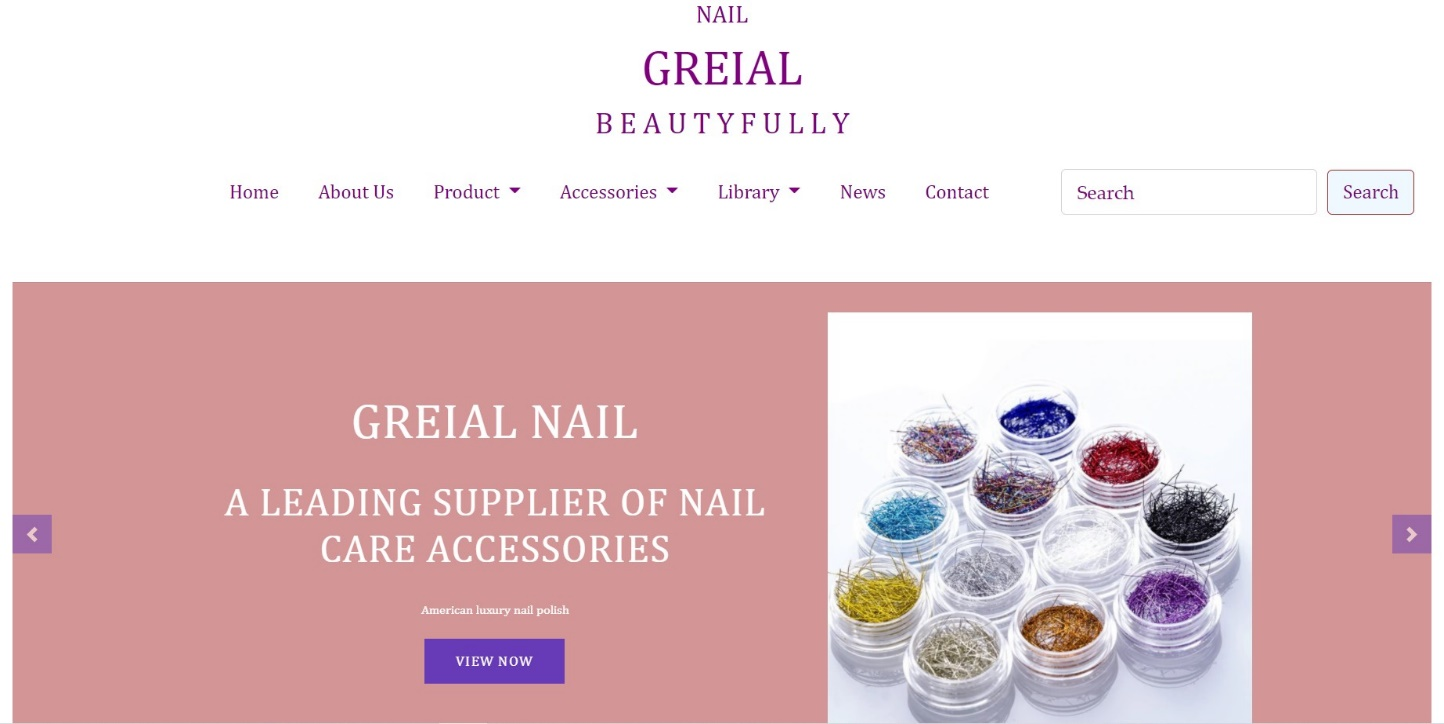 NAIL
GREIAL
BEAUTYFULLY
Home About Us Product Accessories Library News Contact Search Search
GREIAL NAIL
A LEADING SUPPLIER OF NAIL
CARE ACCESSORIES
American luxury nail polish
VIEW NOW